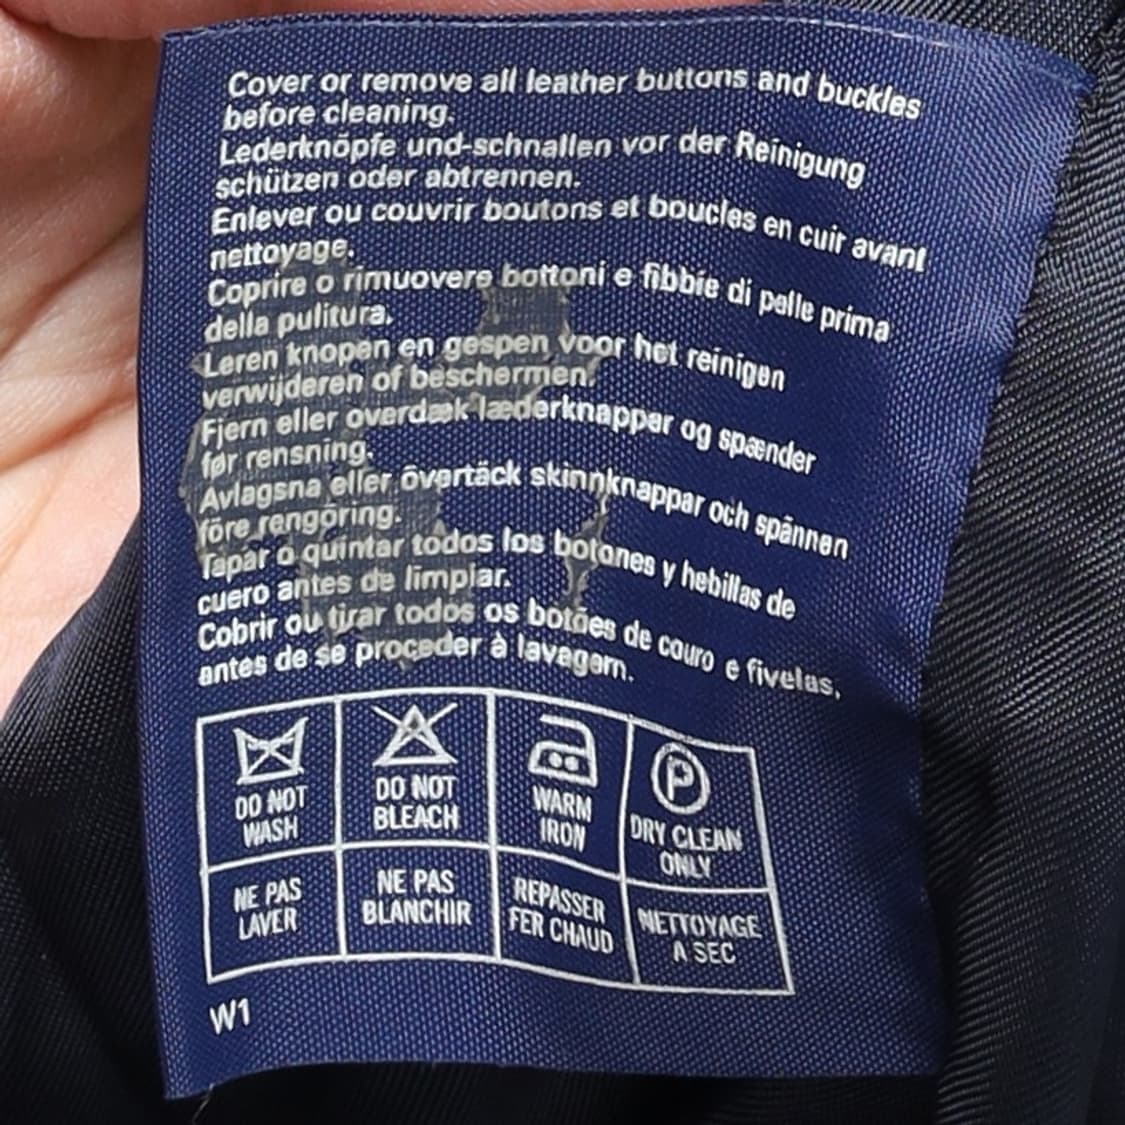 Cover or remove all leather buttons and buckles
before cleaning.
Lederknöpfe und-schnallen vor der Reinigung
schützen oder abtrennen.
Enlever ou couvrir boutons et boucles en cuir avant
nettoyage.
Coprire o rimuovere bottoni e fibbie di pelle prima
della pulitura.
Leren knopen en gespen voor het reinigen
verwijderen of beschermen.
Fjern eller overdæk læderknappar og spænder
før rensning.
Avlagsna eller övertäck skinnknappar och spännen
före rengöring.
Tapar o quintar todos los botones y hebillas de
cuero antes de limpiar.
Cobrir ou tirar todos os botões de couro e fivelas,
antes de se proceder à lavagem.
DO NOT
WASH
DO NOT
BLEACH
WARM
IRON
P
DRY CLEAN
ONLY
NE PAS
LAVER
NE PAS
BLANCHIR
REPASSER
FER CHAUD
NETTOYAGE
A SEC
W1